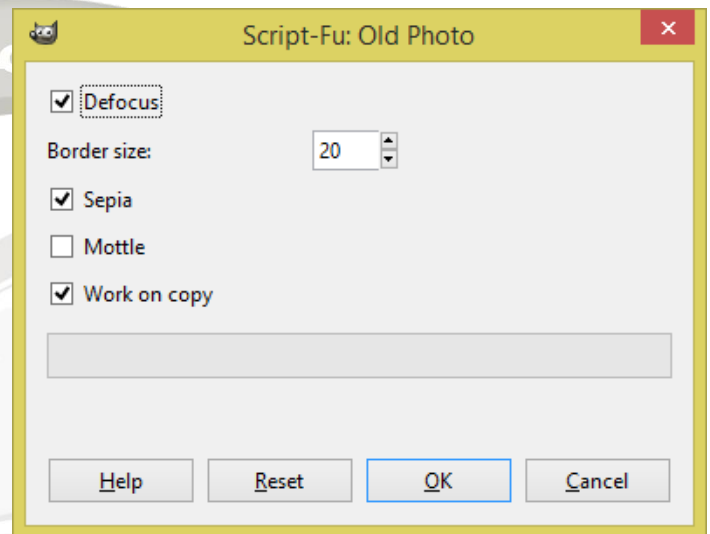 Script-Fu: Old Photo
Defocus
Border size: 20
Sepia
Mottle
Work on copy
Help Reset OK Cancel